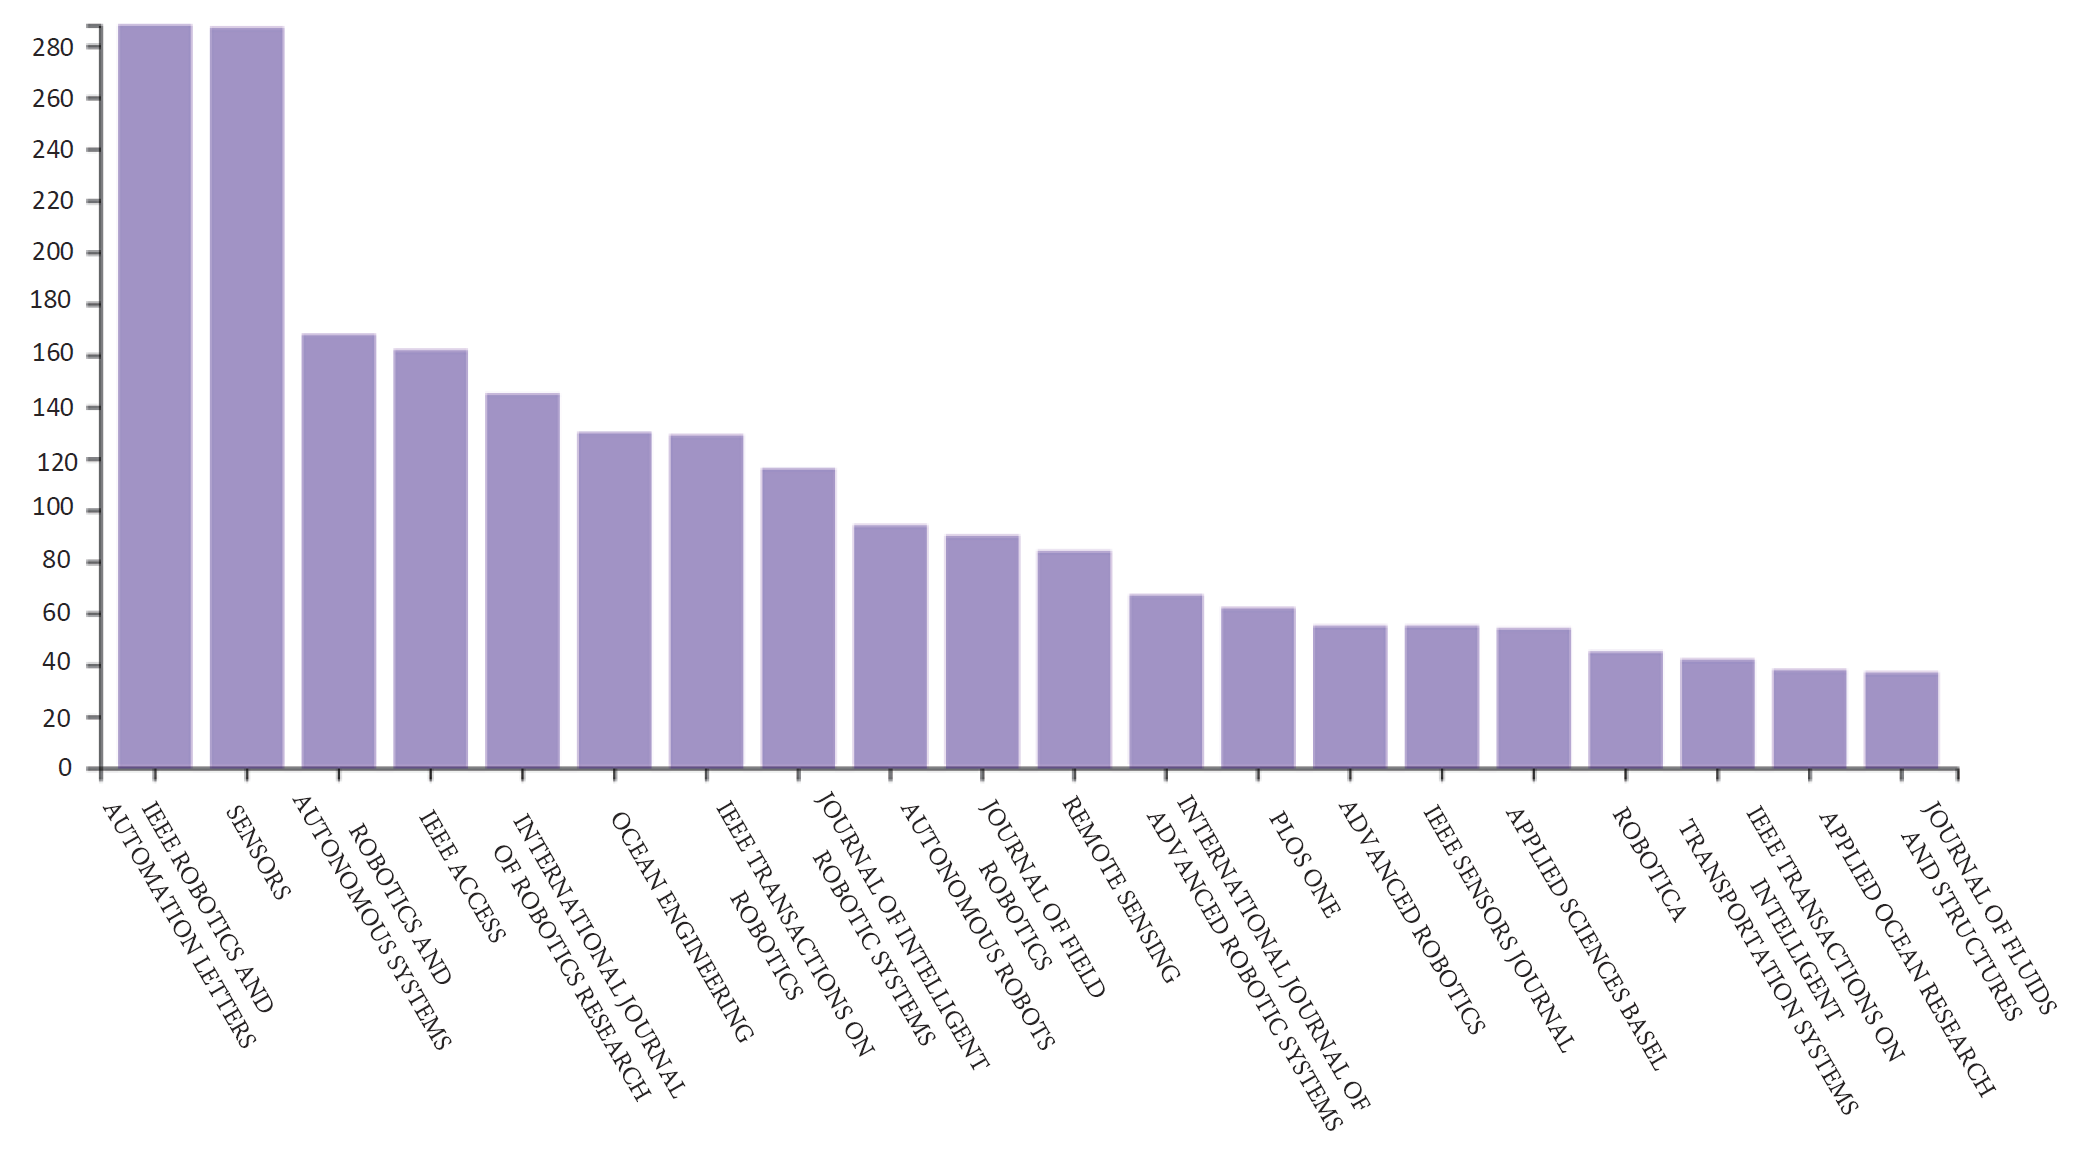 280
260
240
220
200
180
160
140
120
100
80
60
40
20
0
IEEE ROBOTICS AND
AUTOMATION LETTERS
SENSORS
ROBOTICS AND
AUTONOMOUS SYSTEMS
IEEE ACCESS
INTERNATIONAL JOURNAL
OF ROBOTICS RESEARCH
OCEAN ENGINEERING
IEEE TRANSACTIONS ON
ROBOTICS
JOURNAL OF INTELLIGENT
ROBOTIC SYSTEMS
AUTONOMOUS ROBOTS
JOURNAL OF FIELD
ROBOTICS
REMOTE SENSING
INTERNATIONAL JOURNAL OF
ADVANCED ROBOTIC SYSTEMS
PLOS ONE
ADVANCED ROBOTICS
IEEE SENSORS JOURNAL
APPLIED SCIENCES BASEL
ROBOTICA
IEEE TRANSACTIONS ON
INTELLIGENT
TRANSPORTATION SYSTEMS
APPLIED OCEAN RESEARCH
JOURNAL OF FLUIDS
AND STRUCTURES